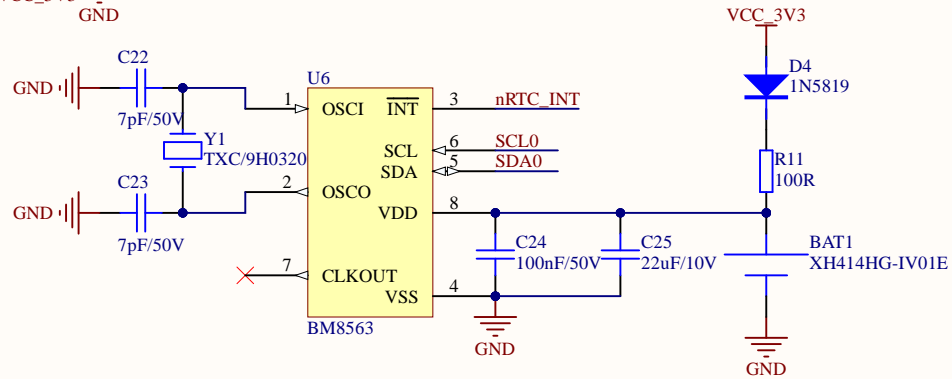 GND
VCC_3V3
C22
U6
D4
1N5819
GND
7pF/50V
1
OSCI
INT
3
nRTC_INT
Y1
TXC/9H0320
SCL
6
SCL0
SDA
5
SDA0
R11
100R
2
OSCO
C23
GND
7pF/50V
VDD
8
C24
100nF/50V
C25
22uF/10V
BAT1
XH414HG-IV01E
7
CLKOUT
VSS
4
BM8563
GND
GND